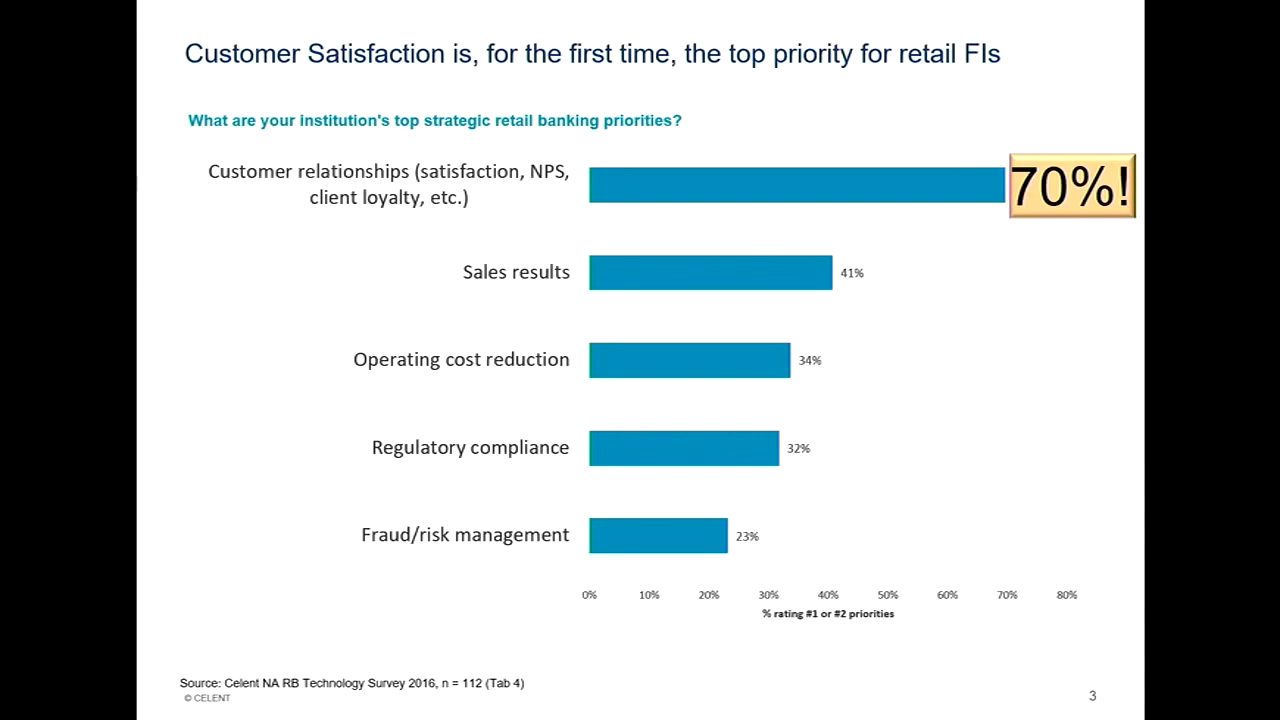 Customer Satisfaction is, for the first time, the top priority for retail FIs
What are your institution's top strategic retail banking priorities?
Customer relationships (satisfaction, NPS,
client loyalty, etc.)
70%!
Sales results
41%
Operating cost reduction
34%
Regulatory compliance
32%
Fraud/risk management
23%
0% 10% 20% 30% 40% 50% 60% 70% 80%
% rating #1 or #2 priorities
Source: Celent NA RB Technology Survey 2016, n = 112 (Tab 4)
© CELENT
3